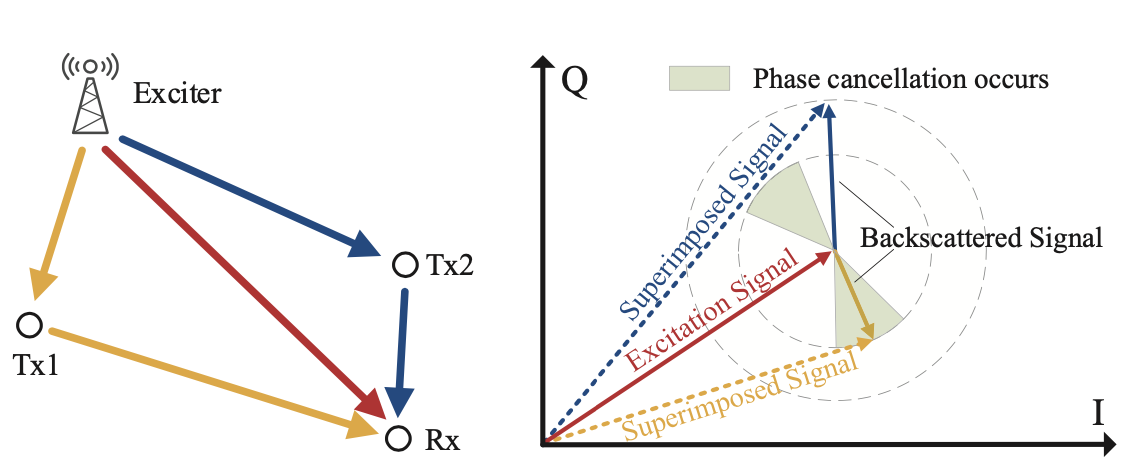 Exciter
Tx2
Tx1
Rx
Q
Phase cancellation occurs
Superimposed Signal
Backscattered Signal
Excitation Signal
Superimposed Signal
I